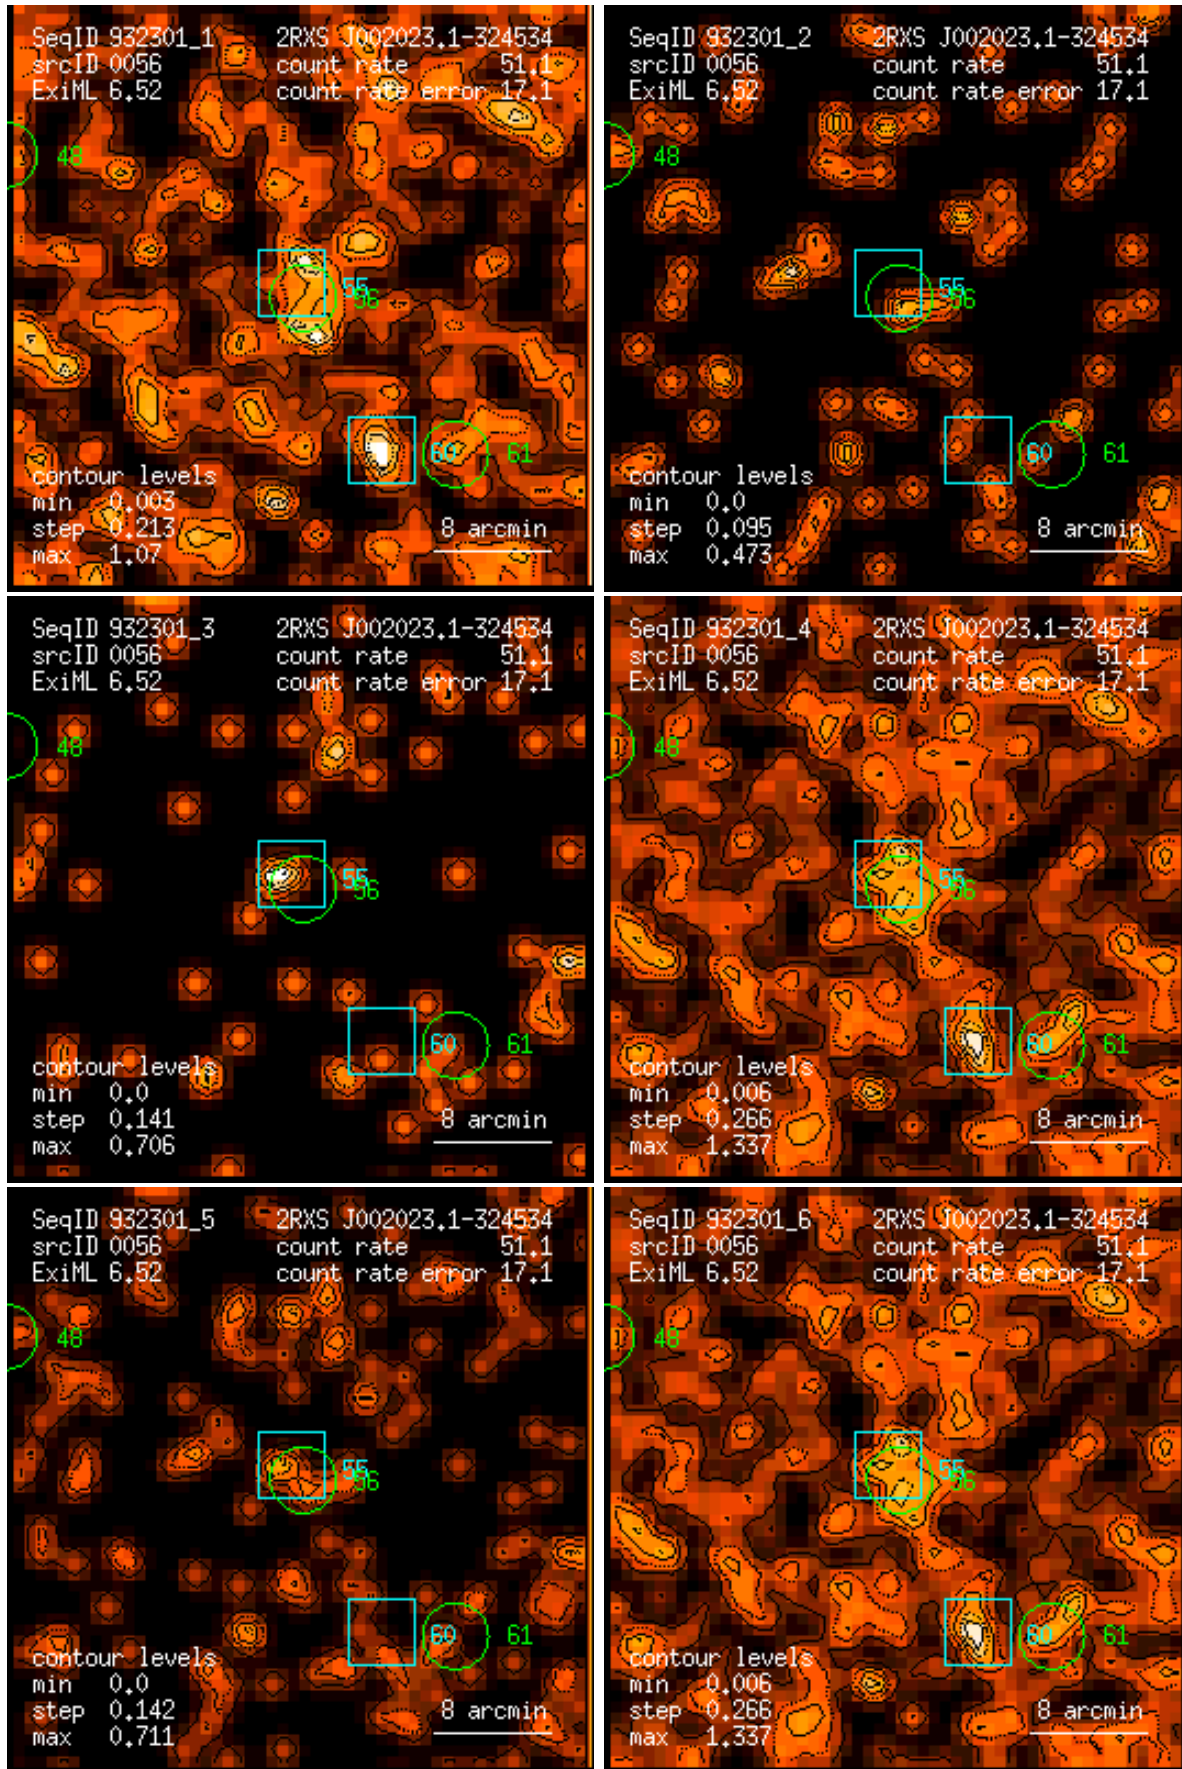 SeqID 932301_1 2RXS J002023.1-324534
srcID 0056 count rate 51.1
ExiML 6.52 count rate error 17.1
48
55
56
60 61
contour levels
min 0.003
step 0.213 8 arcmin
max 1.07
SeqID 932301_2 2RXS J002023.1-324534
srcID 0056 count rate 51.1
ExiML 6.52 count rate error 17.1
48
55
56
60 61
contour levels
min 0.0
step 0.095 8 arcmin
max 0.473
SeqID 932301_3 2RXS J002023.1-324534
srcID 0056 count rate 51.1
ExiML 6.52 count rate error 17.1
48
55
56
60 61
contour levels
min 0.0
step 0.141 8 arcmin
max 0.706
SeqID 932301_4 2RXS J002023.1-324534
srcID 0056 count rate 51.1
ExiML 6.52 count rate error 17.1
48
55
56
60 61
contour levels
min 0.006
step 0.266 8 arcmin
max 1.337
SeqID 932301_5 2RXS J002023.1-324534
srcID 0056 count rate 51.1
ExiML 6.52 count rate error 17.1
48
55
56
60 61
contour levels
min 0.0
step 0.142 8 arcmin
max 0.711
SeqID 932301_6 2RXS J002023.1-324534
srcID 0056 count rate 51.1
ExiML 6.52 count rate error 17.1
48
55
56
60 61
contour levels
min 0.006
step 0.266 8 arcmin
max 1.337